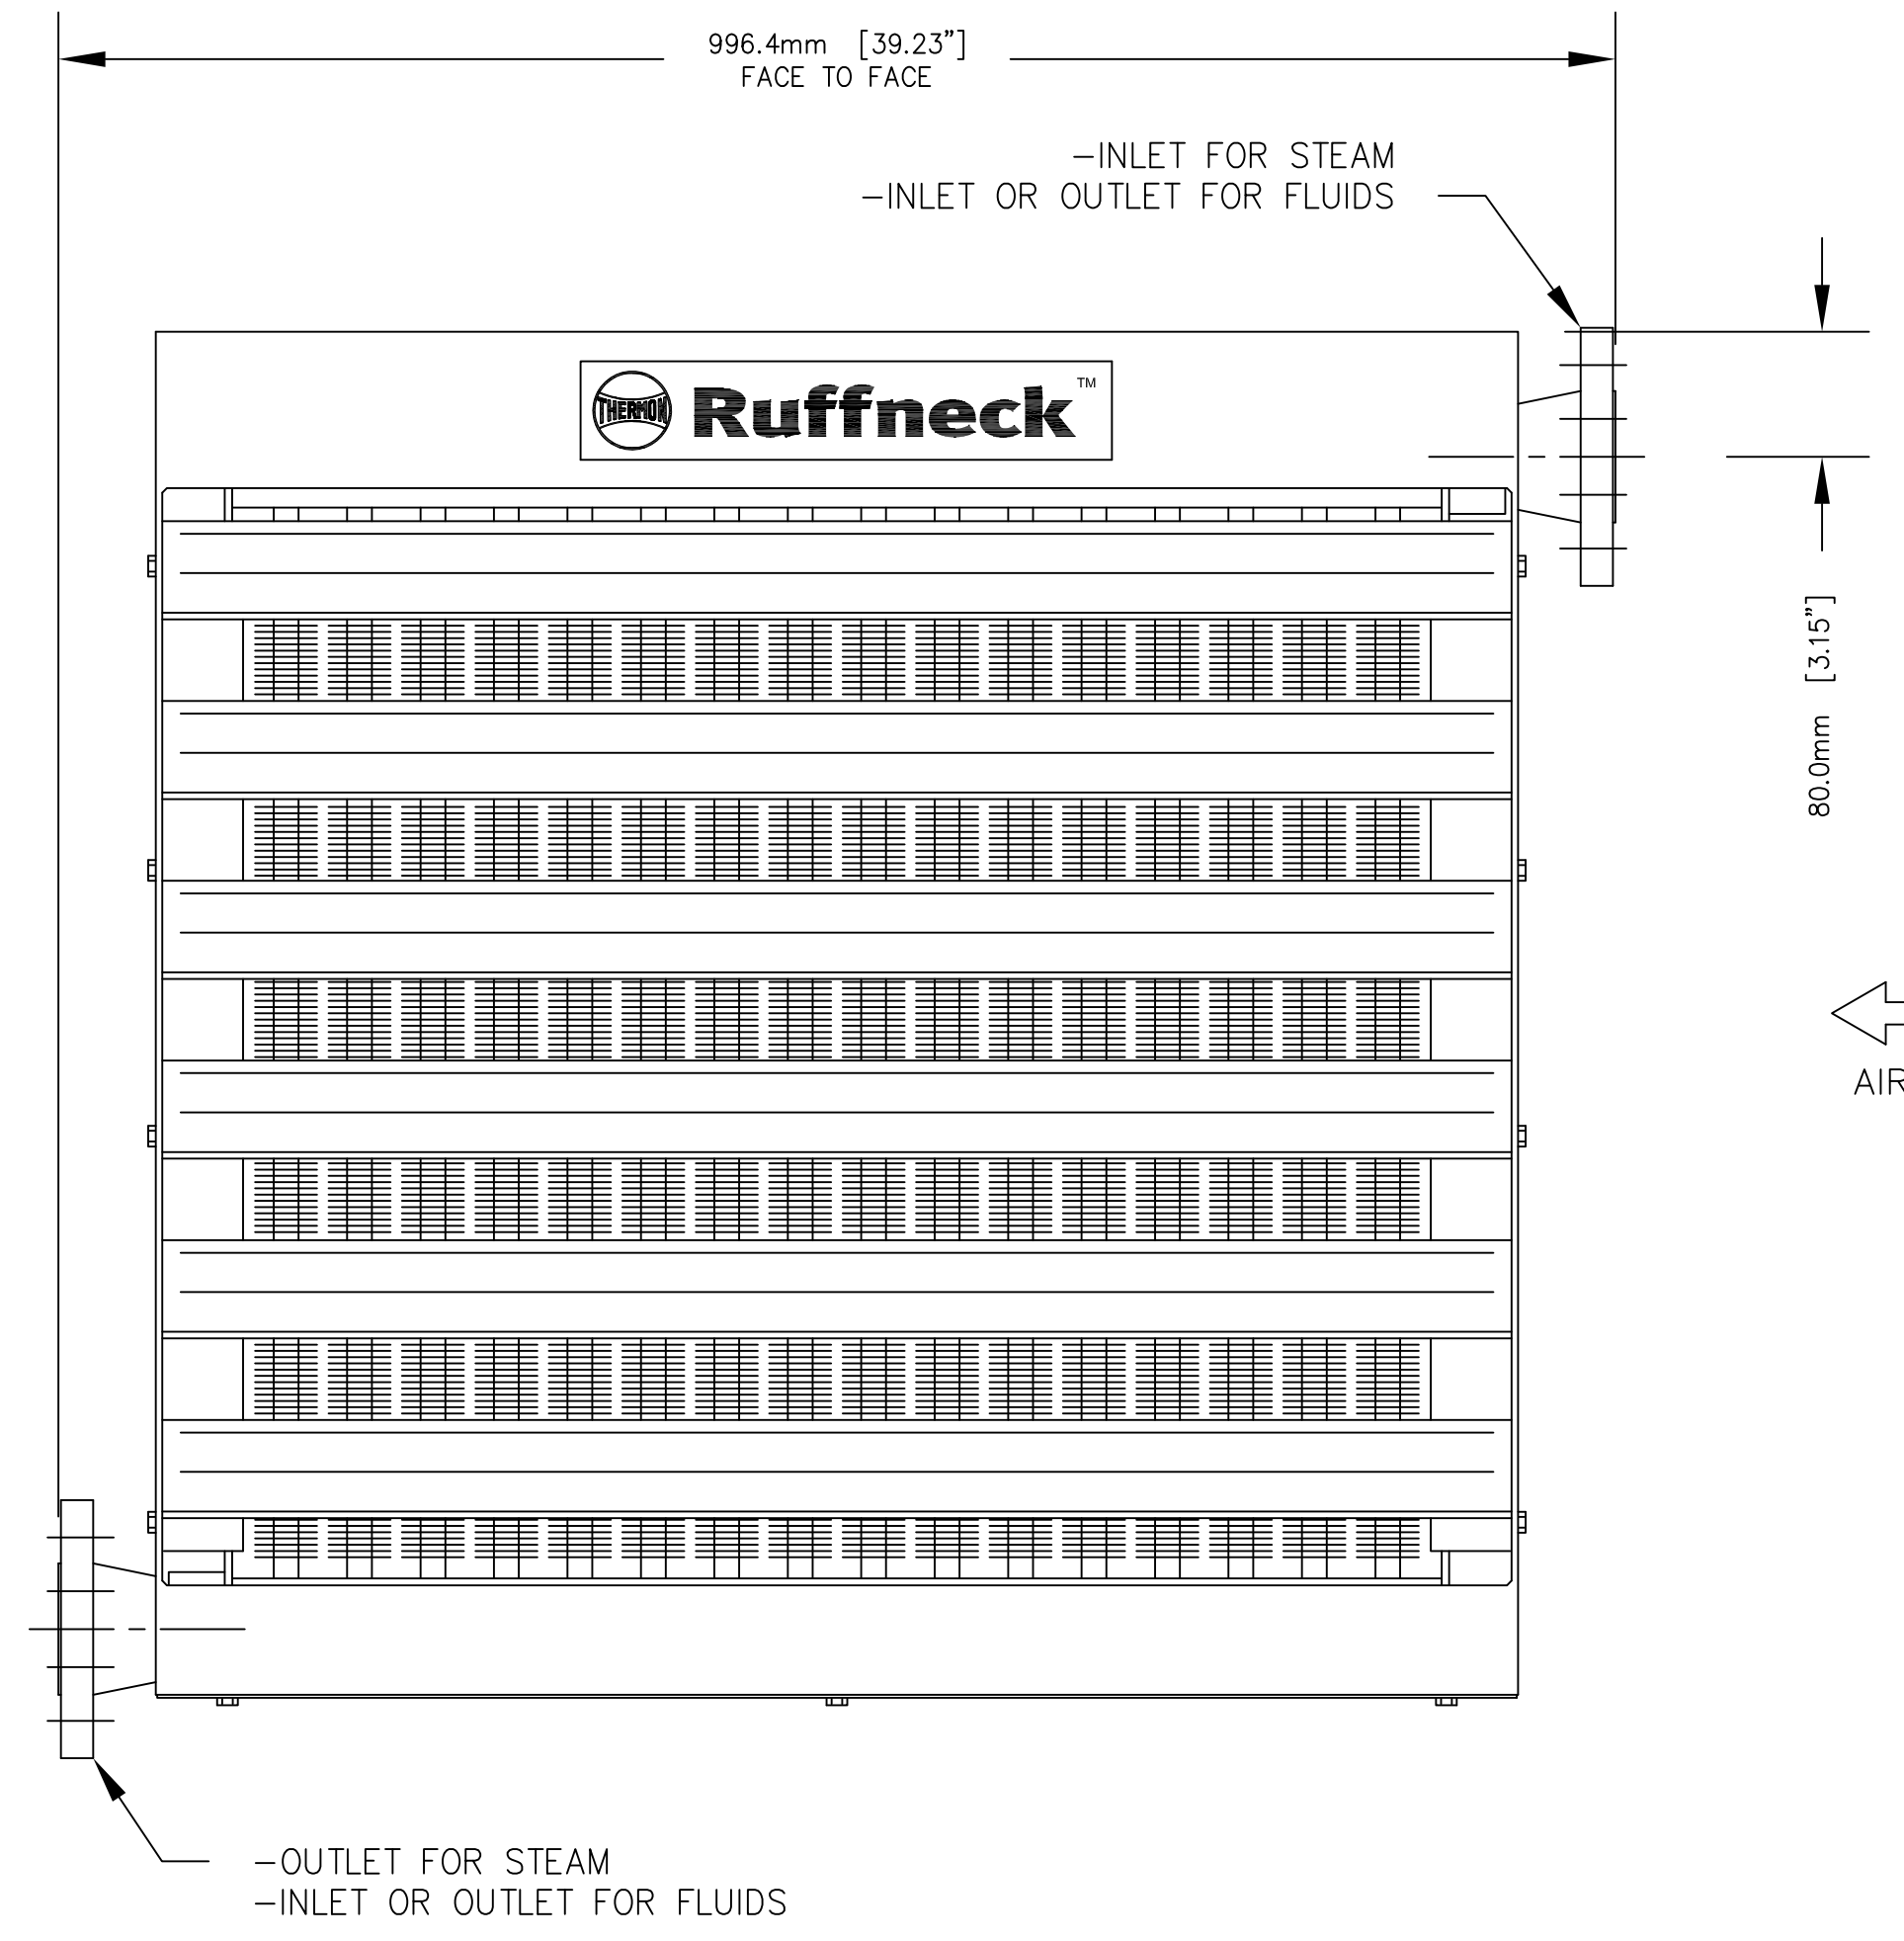 996.4mm [39.23"]
FACE TO FACE
-INLET FOR STEAM
-INLET OR OUTLET FOR FLUIDS
THERMON Ruffneck ™
80.0mm [3.15"]
AIR
-OUTLET FOR STEAM
-INLET OR OUTLET FOR FLUIDS